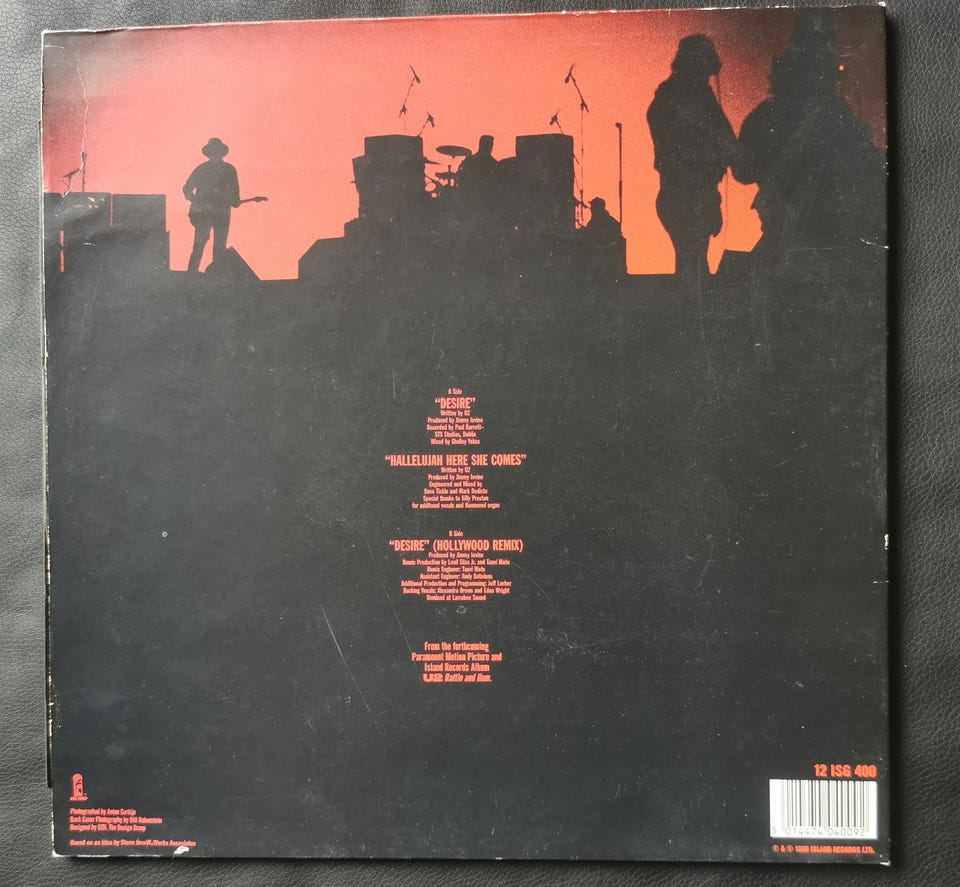 A Side
“DESIRE”
Written by U2
Produced by Jimmy Iovine
Recorded by Paul Barrett–
STS Studios, Dublin
Mixed by Shelley Yakus
“HALLELUJAH HERE SHE COMES”
Written by U2
Produced by Jimmy Iovine
Engineered and Mixed by
Dave Tickle and Mark DeSisto
Special thanks to Billy Preston
for additional vocals and Hammond organ
B Side
“DESIRE” (HOLLYWOOD REMIX)
Produced by Jimmy Iovine
Remix Production by Louil Silas Jr. and Taavi Mote
Remix Engineer: Taavi Mote
Assistant Engineer: Andy Batwinas
Additional Production and Programming: Jeff Lorber
Backing Vocals: Alexandra Brown and Edna Wright
Remixed at Larrabee Sound
From the forthcoming
Paramount Motion Picture and
Island Records Album
U2 Rattle and Hum.
12 ISG 400
ISLAND
Photographed by Anton Corbijn
Back Cover Photography by Bill Rubenstein
Designed by DZN, The Design Group
Based on an idea by Steve Averill/Works Associates
5 014474 040092
℗ & © 1988 ISLAND RECORDS LTD.